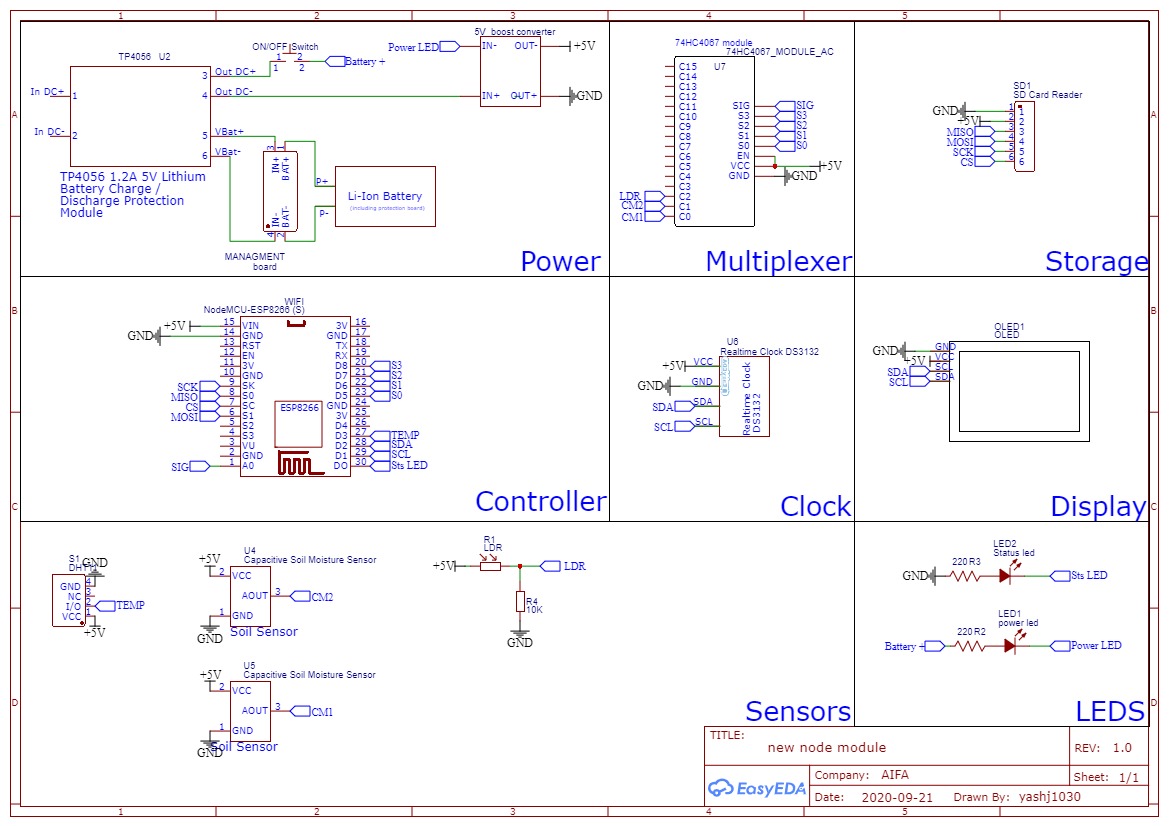 1 2 3 4 5
A
TP4056 U2
In DC+ 1
In DC- 2
3 Out DC+
4 Out DC-
5 VBat+
6 VBat-
TP4056 1.2A 5V Lithium
Battery Charge /
Discharge Protection
Module
ON/OFF Switch
1 2
1 2
Battery +
Power LED
5V boost converter
IN- OUT-
IN+ OUT+
+5V
GND
3 1
IN+
BAT+
IN-
BAT-
4 2
MANAGMENT
board
P+
P-
Li-Ion Battery
(including protection board)
Power
74HC4067 module
74HC4067_MODULE_AC
U7
C15
C14
C13
C12
C11
C10
C9
C8
C7
C6
C5
C4
C3
LDR C2
CM2 C1
CM1 C0
SIG SIG
S3 S3
S2 S2
S1 S1
S0 S0
EN
VCC +5V
GND GND
Multiplexer
SD1
SD Card Reader
GND 1
+5V 2
MISO 3
MOSI 4
SCK 5
CS 6
Storage
A
B
WIFI
NodeMCU-ESP8266 (S)
+5V 15 VIN
GND 14 GND
13 RST
12 EN
11 3V
10 GND
SCK 9 SK
MISO 8 S0
CS 7 SC
MOSI 6 S1
5 S2
4 S3
3 VU
2 GND
SIG 1 A0
ESP8266
3V 16
GND 17
TX 18
RX 19
D8 20 S3
D7 21 S2
D6 22 S1
D5 23 S0
GND 24
3V 25
D4 26
D3 27 TEMP
D2 28 SDA
D1 29 SCL
DO 30 Sts LED
Controller
U6
Realtime Clock DS3132
+5V VCC
GND GND
SDA SDA
SCL SCL
Realtime Clock
DS3132
Clock
OLED1
OLED
GND GND
+5V VCC
SDA SCL
SCL SDA
Display
B
C
C
S1
DHT11
GND
GND 4
NC 3
I/O 2 TEMP
VCC 1
+5V
U4
Capacitive Soil Moisture Sensor
+5V
2 VCC
AOUT 3 CM2
1 GND
GND
Soil Sensor
U5
Capacitive Soil Moisture Sensor
+5V
2 VCC
AOUT 3 CM1
1 GND
GND
Soil Sensor
R1
LDR
+5V
LDR
R4
10K
GND
Sensors
LED2
Status led
GND 220 R3 Sts LED
LED1
power led
Battery + 220 R2 Power LED
LEDS
D
D
TITLE:
new node module
REV: 1.0
EasyEDA
Company: AIFA
Sheet: 1/1
Date: 2020-09-21 Drawn By: yashj1030
1 2 3 4 5